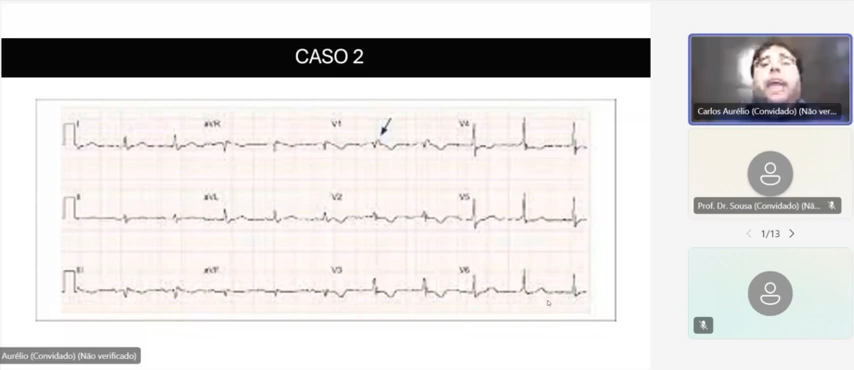 CASO 2
I aVR V1 V4
II aVL V2 V5
III aVF V3 V6
Carlos Aurélio (Convidado) (Não ver...
Prof. Dr. Sousa (Convidado) (Nã...
1/13
Aurélio (Convidado) (Não verificado)